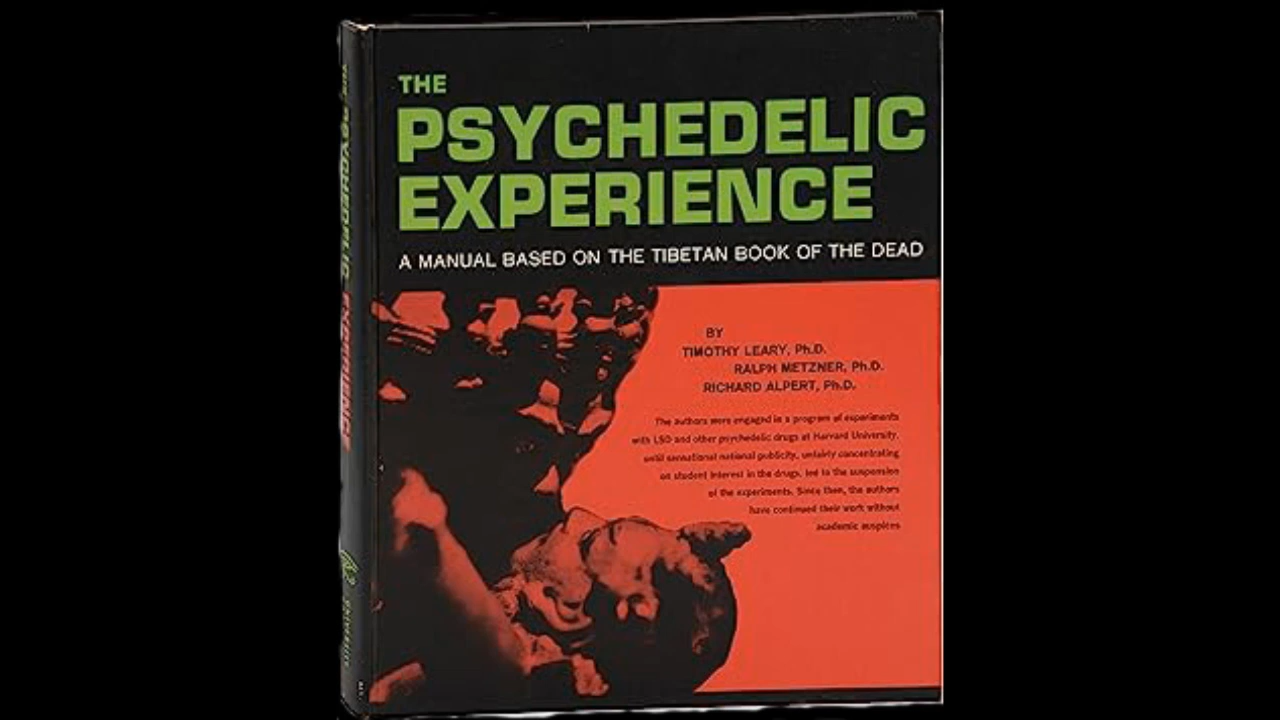 THE
PSYCHEDELIC
EXPERIENCE
A MANUAL BASED ON THE TIBETAN BOOK OF THE DEAD
BY
TIMOTHY LEARY, Ph.D.
RALPH METZNER, Ph.D.
RICHARD ALPERT, Ph.D.
The authors were engaged in a program of experiments
with LSD and other psychedelic drugs at Harvard University,
until sensational national publicity, unfairly concentrating
on student interest in the drugs, led to the suspension
of the experiments. Since then, the authors
have continued their work without
academic auspices
THE PSYCHEDELIC EXPERIENCE
UNIVERSITY